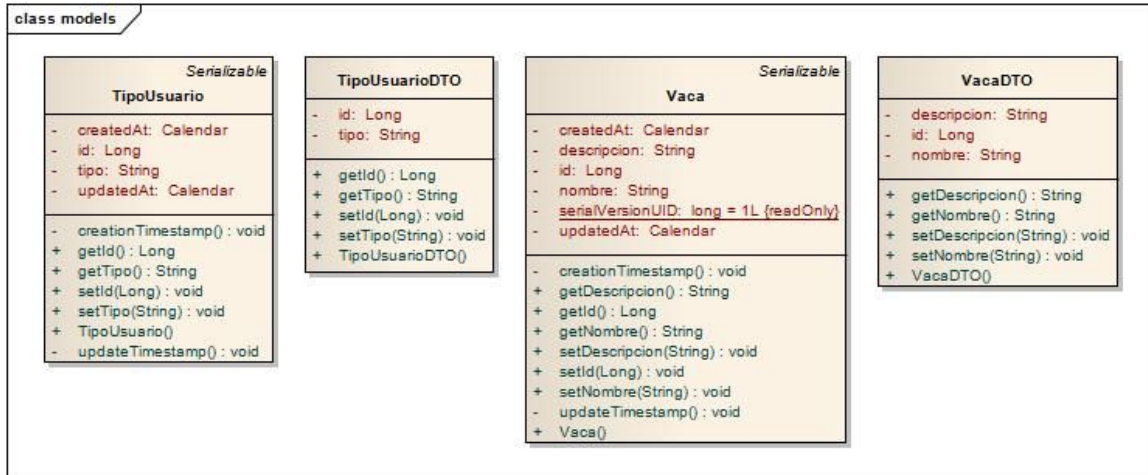 class models
Serializable
TipoUsuario
- createdAt: Calendar
- id: Long
- tipo: String
- updatedAt: Calendar
- creationTimestamp() : void
+ getId() : Long
+ getTipo() : String
+ setId(Long) : void
+ setTipo(String) : void
+ TipoUsuario()
- updateTimestamp() : void
TipoUsuarioDTO
- id: Long
- tipo: String
+ getId() : Long
+ getTipo() : String
+ setId(Long) : void
+ setTipo(String) : void
+ TipoUsuarioDTO()
Serializable
Vaca
- createdAt: Calendar
- descripcion: String
- id: Long
- nombre: String
- serialVersionUID: long = 1L {readOnly}
- updatedAt: Calendar
- creationTimestamp() : void
+ getDescripcion() : String
+ getId() : Long
+ getNombre() : String
+ setDescripcion(String) : void
+ setId(Long) : void
+ setNombre(String) : void
- updateTimestamp() : void
+ Vaca()
VacaDTO
- descripcion: String
- id: Long
- nombre: String
+ getDescripcion() : String
+ getNombre() : String
+ setDescripcion(String) : void
+ setNombre(String) : void
+ VacaDTO()